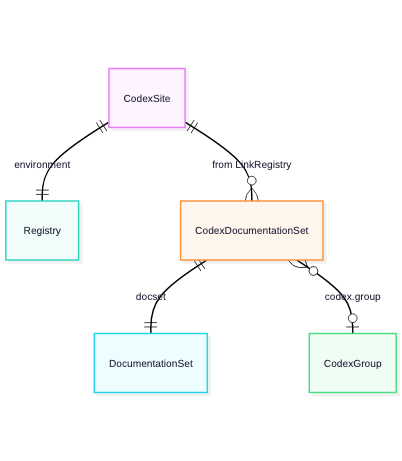 CodexSite
environment
from LinkRegistry
Registry
CodexDocumentationSet
docset
codex.group
DocumentationSet
CodexGroup